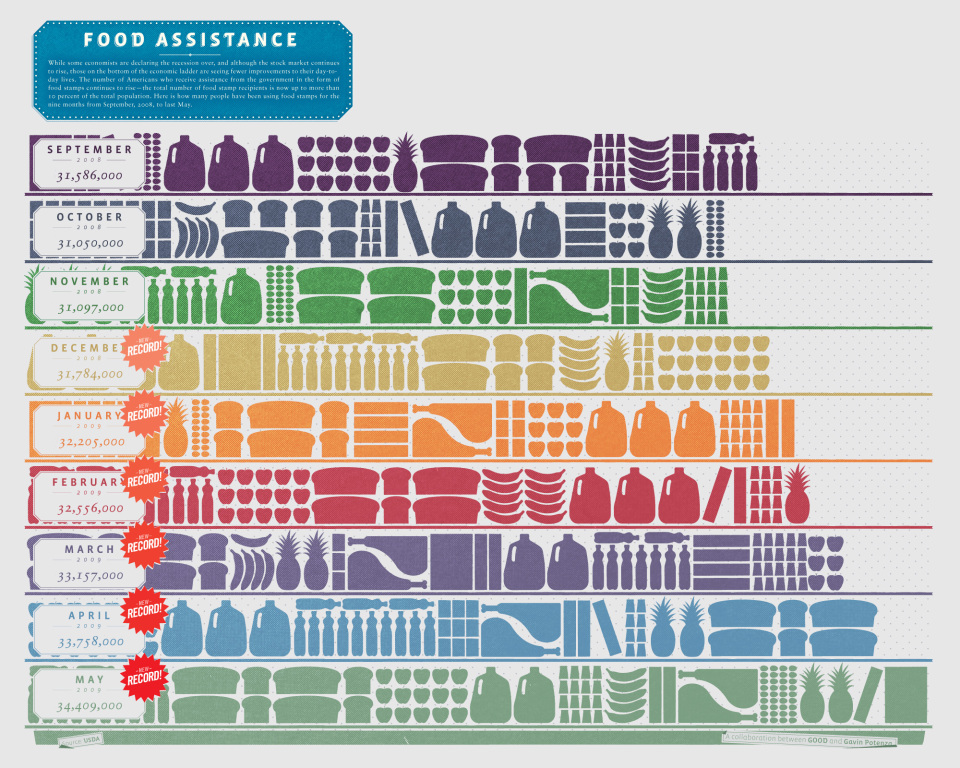 FOOD ASSISTANCE
While some economists are declaring the recession over, and although the stock market continues
to rise, those on the bottom of the economic ladder are seeing fewer improvements to their day-to-
day lives. The number of Americans who receive assistance from the government in the form of
food stamps continues to rise—the total number of food stamp recipients is now up to more than
10 percent of the total population. Here is how many people have been using food stamps for the
nine months from September, 2008, to last May.
SEPTEMBER
2008
31,586,000
OCTOBER
2008
31,050,000
NOVEMBER
2008
31,097,000
DECEMBE
2008
31,784,000
NEW
RECORD!
JANUARY
2009
32,205,000
NEW
RECORD!
FEBRUARY
2009
32,556,000
NEW
RECORD!
MARCH
2009
33,157,000
NEW
RECORD!
APRIL
2009
33,758,000
NEW
RECORD!
MAY
2009
34,409,000
NEW
RECORD!
Source USDA
A collaboration between GOOD and Gavin Potenza